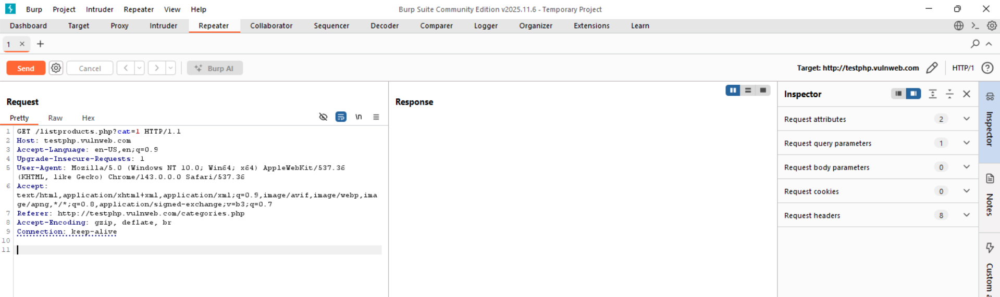 Burp Project Intruder Repeater View Help Burp Suite Community Edition v2025.11.6 - Temporary Project
Dashboard Target Proxy Intruder Repeater Collaborator Sequencer Decoder Comparer Logger Organizer Extensions Learn
1
Send Cancel Burp AI Target: http://testphp.vulnweb.com HTTP/1
Request
Pretty Raw Hex \n
1 GET /listproducts.php?cat=1 HTTP/1.1
2 Host: testphp.vulnweb.com
3 Accept-Language: en-US,en;q=0.9
4 Upgrade-Insecure-Requests: 1
5 User-Agent: Mozilla/5.0 (Windows NT 10.0; Win64; x64) AppleWebKit/537.36
(KHTML, like Gecko) Chrome/143.0.0.0 Safari/537.36
6 Accept:
text/html,application/xhtml+xml,application/xml;q=0.9,image/avif,image/webp,ima
ge/apng,*/*;q=0.8,application/signed-exchange;v=b3;q=0.7
7 Referer: http://testphp.vulnweb.com/categories.php
8 Accept-Encoding: gzip, deflate, br
9 Connection: keep-alive
10
11
Response
Inspector
Request attributes 2
Request query parameters 1
Request body parameters 0
Request cookies 0
Request headers 8
Inspector
Notes
Custom